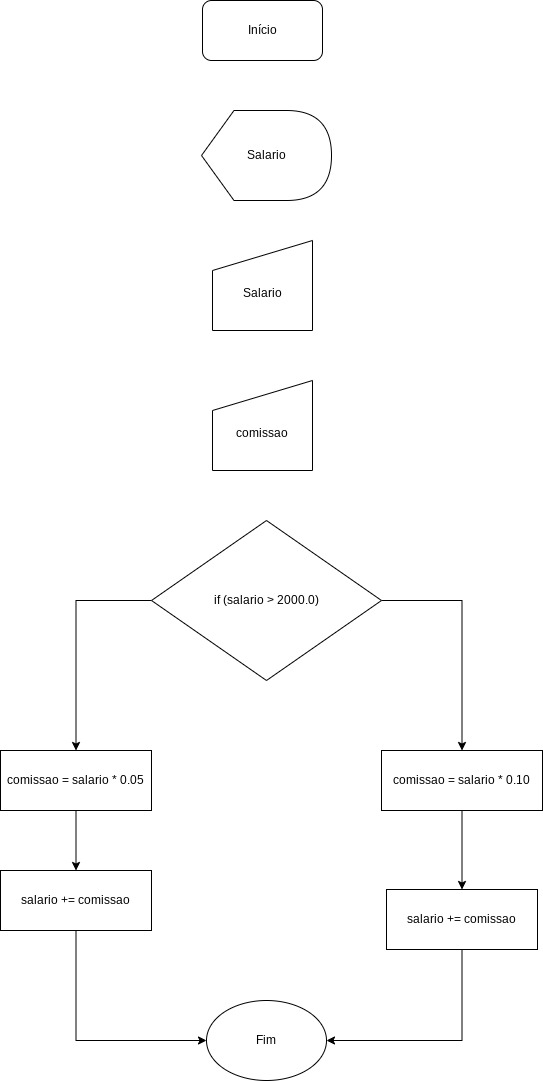 Início
Salario
Salario
comissao
if (salario > 2000.0)
comissao = salario * 0.05
comissao = salario * 0.10
salario += comissao
salario += comissao
Fim